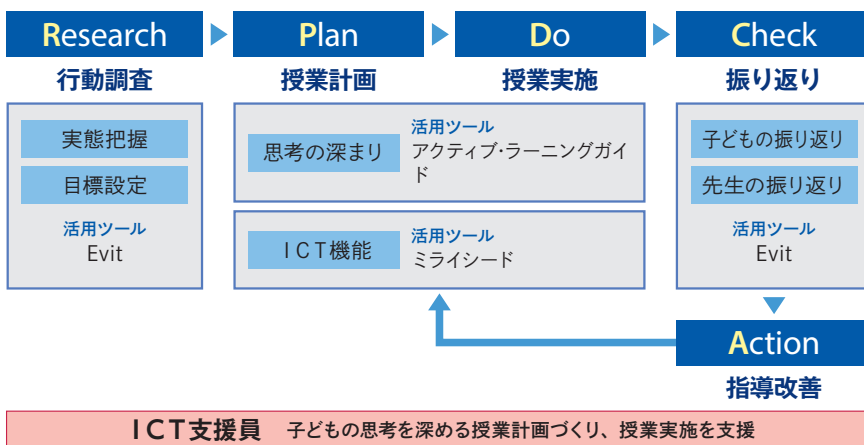 Research
Plan
Do
Check
行動調査
授業計画
授業実施
振り返り
実態把握
目標設定
活用ツール
Evit
思考の深まり
活用ツール
アクティブ・ラーニングガイ
ド
ICT機能
活用ツール
ミライシード
子どもの振り返り
先生の振り返り
活用ツール
Evit
Action
指導改善
ICT支援員 子どもの思考を深める授業計画づくり、授業実施を支援